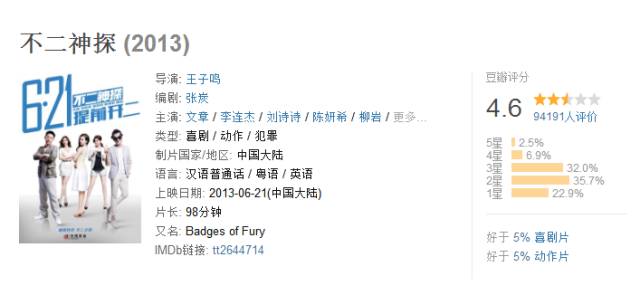 不二神探 (2013)
6·21
不二神探
提前开
导演: 王子鸣
编剧: 张炭
主演: 文章 / 李连杰 / 刘诗诗 / 陈妍希 / 柳岩 / 更多...
类型: 喜剧 / 动作 / 犯罪
制片国家/地区: 中国大陆
语言: 汉语普通话 / 粤语 / 英语
上映日期: 2013-06-21(中国大陆)
片长: 98分钟
又名: Badges of Fury
IMDb链接: tt2644714
豆瓣评分
4.6
94191人评价
5星 2.5%
4星 6.9%
3星 32.0%
2星 35.7%
1星 22.9%
好于 5% 喜剧片
好于 5% 动作片